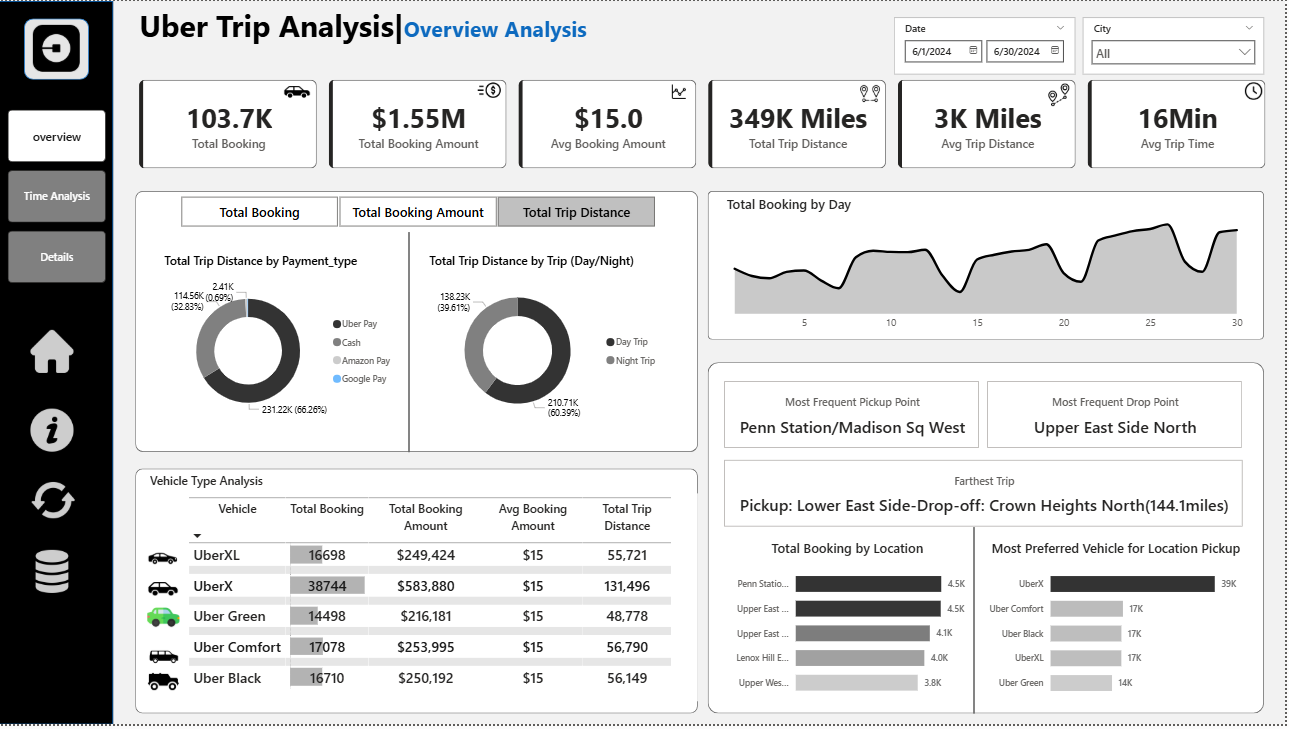 Uber Trip Analysis|Overview Analysis
Date
6/1/2024
6/30/2024
City
All
overview
Time Analysis
Details
103.7K
Total Booking
$1.55M
Total Booking Amount
$15.0
Avg Booking Amount
349K Miles
Total Trip Distance
3K Miles
Avg Trip Distance
16Min
Avg Trip Time
Total Booking
Total Booking Amount
Total Trip Distance
Total Trip Distance by Payment_type
2.41K
(0.69%)
114.56K
(32.83%)
231.22K (66.26%)
Uber Pay
Cash
Amazon Pay
Google Pay
Total Trip Distance by Trip (Day/Night)
138.23K
(39.61%)
210.71K
(60.39%)
Day Trip
Night Trip
Total Booking by Day
5 10 15 20 25 30
Vehicle Type Analysis
Vehicle Total Booking Total Booking Amount Avg Booking Amount Total Trip Distance
UberXL 16698 $249,424 $15 55,721
UberX 38744 $583,880 $15 131,496
Uber Green 14498 $216,181 $15 48,778
Uber Comfort 17078 $253,995 $15 56,790
Uber Black 16710 $250,192 $15 56,149
Most Frequent Pickup Point
Penn Station/Madison Sq West
Most Frequent Drop Point
Upper East Side North
Farthest Trip
Pickup: Lower East Side-Drop-off: Crown Heights North(144.1miles)
Total Booking by Location
Penn Statio... 4.5K
Upper East ... 4.5K
Upper East ... 4.1K
Lenox Hill E... 4.0K
Upper Wes... 3.8K
Most Preferred Vehicle for Location Pickup
UberX 39K
Uber Comfort 17K
Uber Black 17K
UberXL 17K
Uber Green 14K